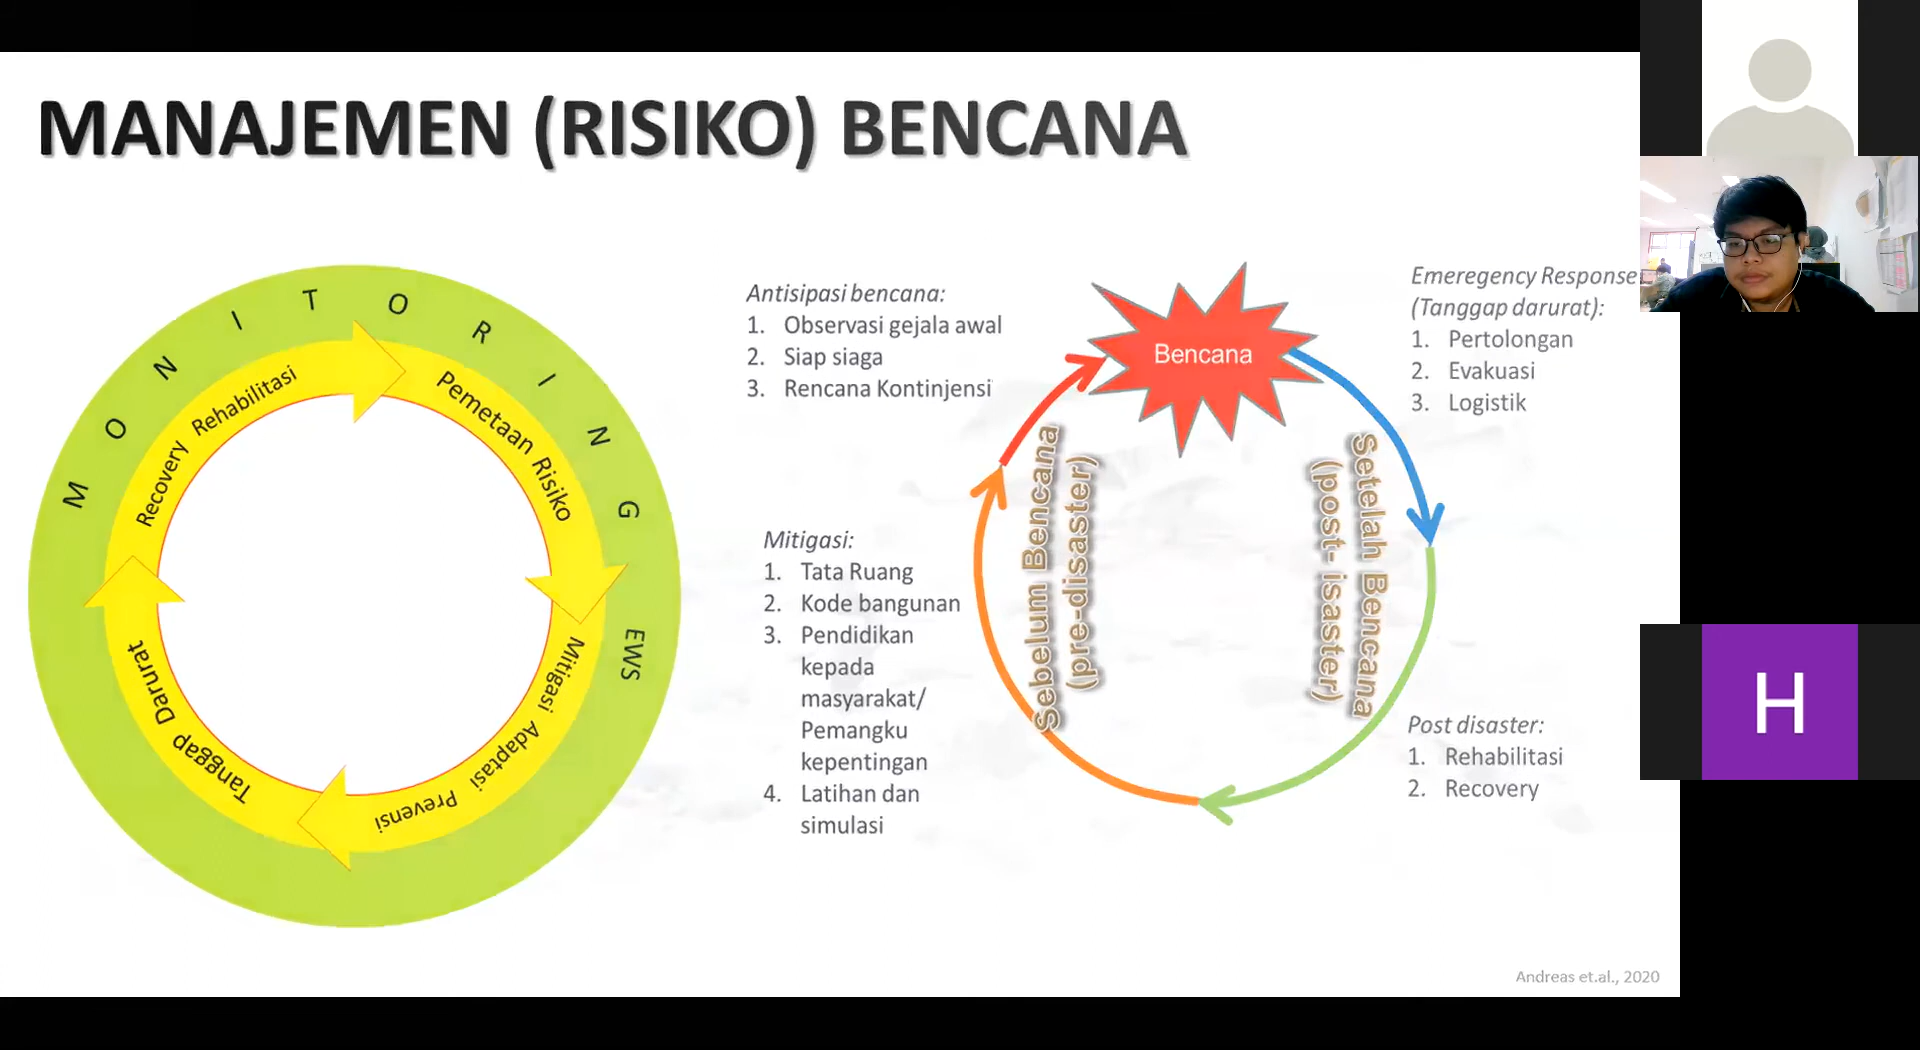 MANAJEMEN (RISIKO) BENCANA
MONITORING
EWS
Recovery Rehabilitasi
Pemetaan Risiko
Mitigasi Adaptasi Prevensi
Tanggap Darurat
Antisipasi bencana:
1. Observasi gejala awal
2. Siap siaga
3. Rencana Kontinjensi
Mitigasi:
1. Tata Ruang
2. Kode bangunan
3. Pendidikan
kepada
masyarakat/
Pemangku
kepentingan
4. Latihan dan
simulasi
Bencana
Sebelum Bencana
(pre-disaster)
Setelah Bencana
(post- isaster)
Emeregency Response
(Tanggap darurat):
1. Pertolongan
2. Evakuasi
3. Logistik
Post disaster:
1. Rehabilitasi
2. Recovery
Andreas et.al., 2020
H